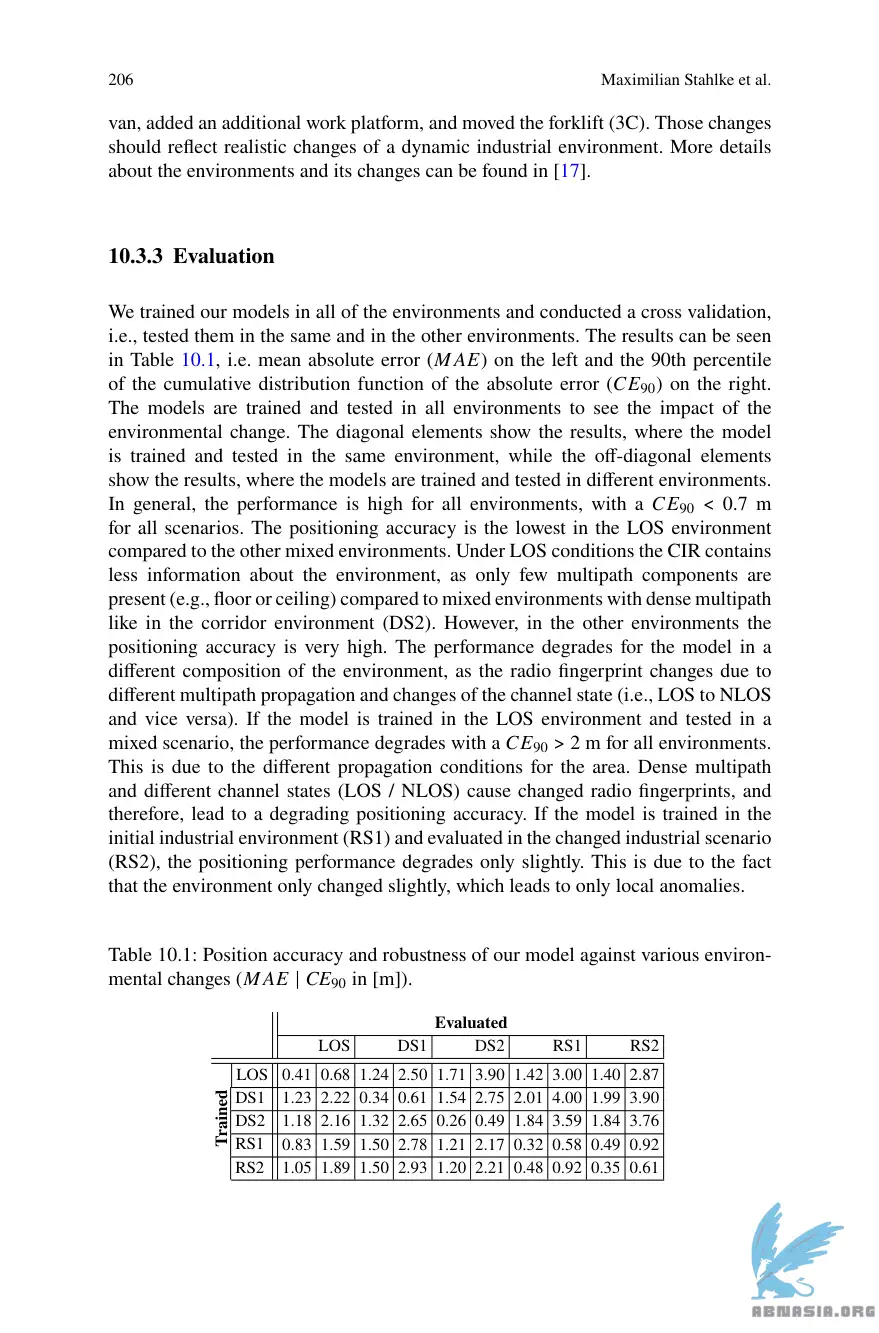 206 Maximilian Stahlke et al.
van, added an additional work platform, and moved the forklift (3C). Those changes
should reflect realistic changes of a dynamic industrial environment. More details
about the environments and its changes can be found in [17].
10.3.3 Evaluation
We trained our models in all of the environments and conducted a cross validation,
i.e., tested them in the same and in the other environments. The results can be seen
in Table 10.1, i.e. mean absolute error (MAE) on the left and the 90th percentile
of the cumulative distribution function of the absolute error (CE90) on the right.
The models are trained and tested in all environments to see the impact of the
environmental change. The diagonal elements show the results, where the model
is trained and tested in the same environment, while the off-diagonal elements
show the results, where the models are trained and tested in different environments.
In general, the performance is high for all environments, with a CE90 < 0.7 m
for all scenarios. The positioning accuracy is the lowest in the LOS environment
compared to the other mixed environments. Under LOS conditions the CIR contains
less information about the environment, as only few multipath components are
present (e.g., floor or ceiling) compared to mixed environments with dense multipath
like in the corridor environment (DS2). However, in the other environments the
positioning accuracy is very high. The performance degrades for the model in a
different composition of the environment, as the radio fingerprint changes due to
different multipath propagation and changes of the channel state (i.e., LOS to NLOS
and vice versa). If the model is trained in the LOS environment and tested in a
mixed scenario, the performance degrades with a CE90 > 2 m for all environments.
This is due to the different propagation conditions for the area. Dense multipath
and different channel states (LOS / NLOS) cause changed radio fingerprints, and
therefore, lead to a degrading positioning accuracy. If the model is trained in the
initial industrial environment (RS1) and evaluated in the changed industrial scenario
(RS2), the positioning performance degrades only slightly. This is due to the fact
that the environment only changed slightly, which leads to only local anomalies.
Table 10.1: Position accuracy and robustness of our model against various environ-
mental changes (MAE | CE90 in [m]).
Evaluated
LOS DS1 DS2 RS1 RS2
Trained
LOS 0.41 0.68 1.24 2.50 1.71 3.90 1.42 3.00 1.40 2.87
DS1 1.23 2.22 0.34 0.61 1.54 2.75 2.01 4.00 1.99 3.90
DS2 1.18 2.16 1.32 2.65 0.26 0.49 1.84 3.59 1.84 3.76
RS1 0.83 1.59 1.50 2.78 1.21 2.17 0.32 0.58 0.49 0.92
RS2 1.05 1.89 1.50 2.93 1.20 2.21 0.48 0.92 0.35 0.61
ABNASIA.ORG